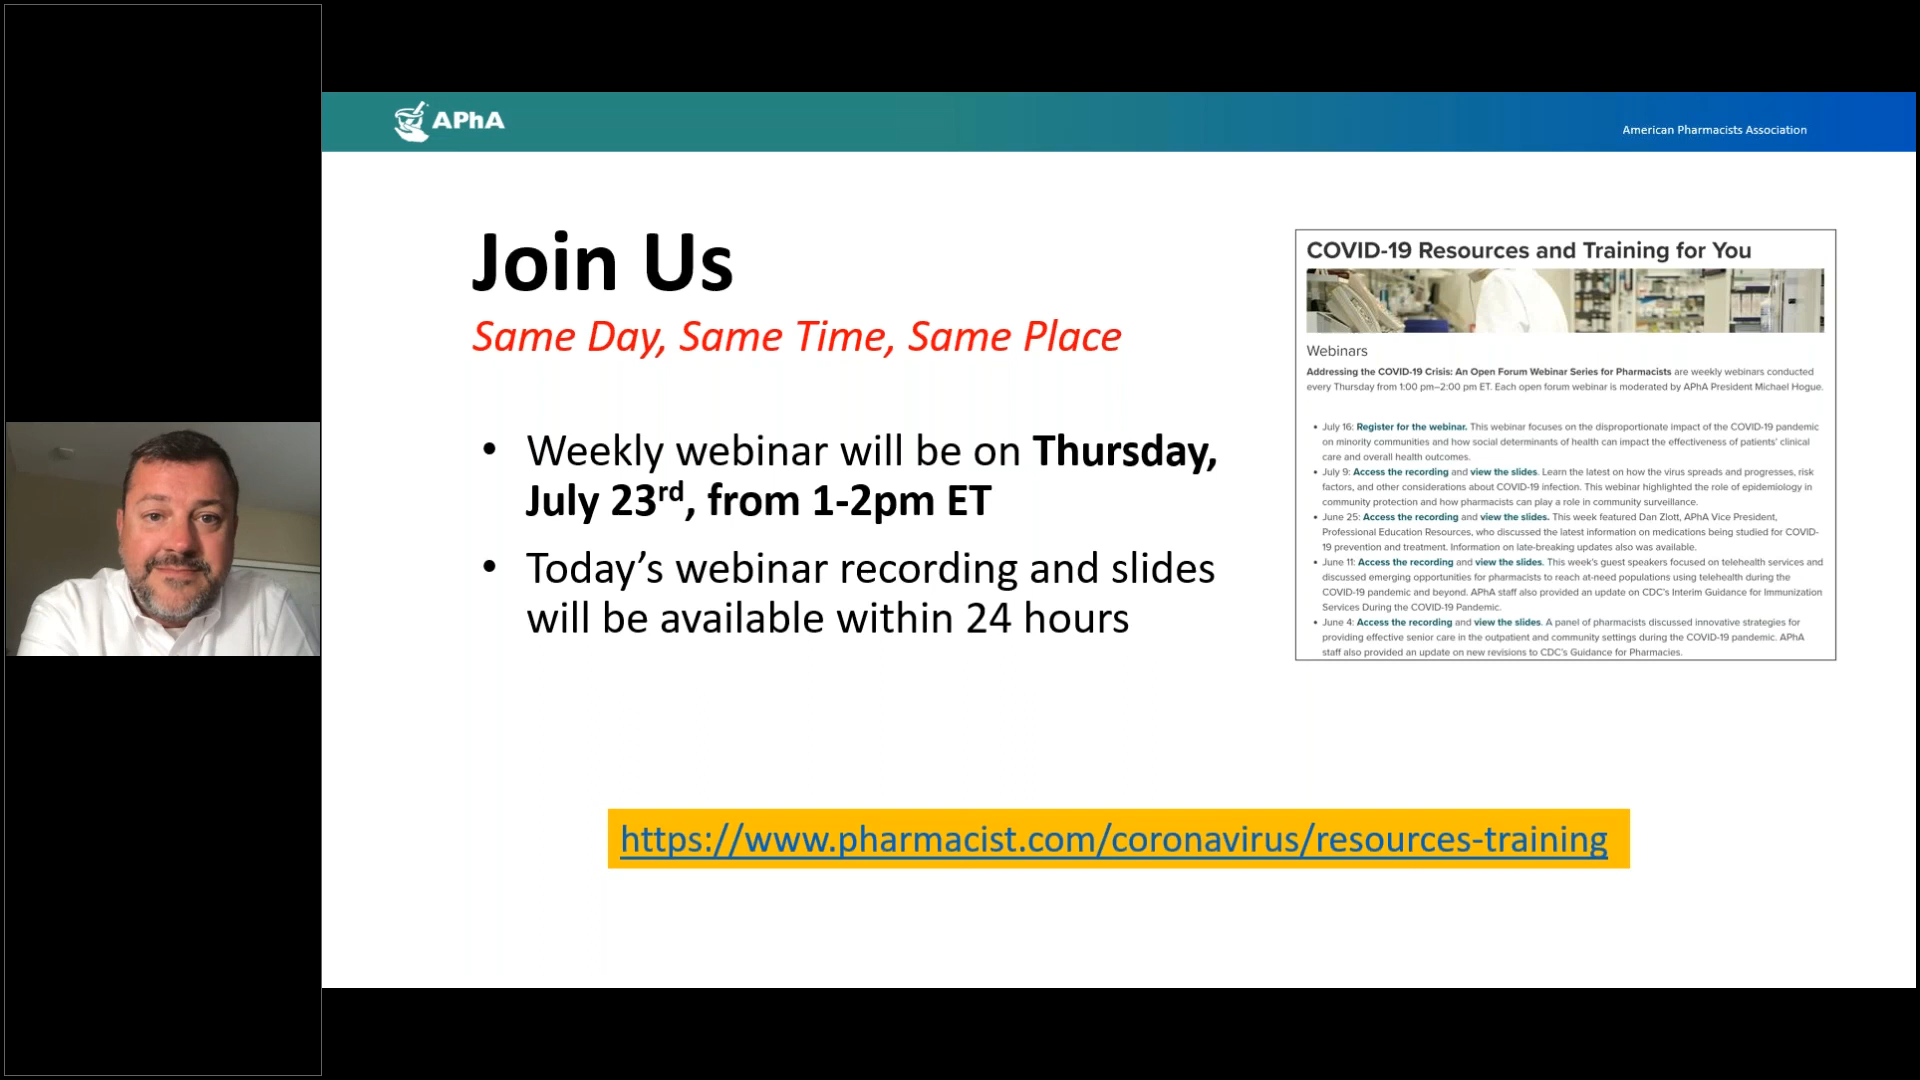 APhA
American Pharmacists Association
Join Us
Same Day, Same Time, Same Place
• Weekly webinar will be on Thursday,
July 23rd, from 1-2pm ET
• Today’s webinar recording and slides
will be available within 24 hours
COVID-19 Resources and Training for You
Webinars
Addressing the COVID-19 Crisis: An Open Forum Webinar Series for Pharmacists are weekly webinars conducted
every Thursday from 1:00 pm–2:00 pm ET. Each open forum webinar is moderated by APhA President Michael Hogue.
• July 16: Register for the webinar. This webinar focuses on the disproportionate impact of the COVID-19 pandemic
on minority communities and how social determinants of health can impact the effectiveness of patients’ clinical
care and overall health outcomes.
• July 9: Access the recording and view the slides. Learn the latest on how the virus spreads and progresses, risk
factors, and other considerations about COVID-19 infection. This webinar highlighted the role of epidemiology in
community protection and how pharmacists can play a role in community surveillance.
• June 25: Access the recording and view the slides. This week featured Dan Zlott, APhA Vice President,
Professional Education Resources, who discussed the latest information on medications being studied for COVID-
19 prevention and treatment. Information on late-breaking updates also was available.
• June 11: Access the recording and view the slides. This week’s guest speakers focused on telehealth services and
discussed emerging opportunities for pharmacists to reach at-need populations using telehealth during the
COVID-19 pandemic and beyond. APhA staff also provided an update on CDC’s Interim Guidance for Immunization
Services During the COVID-19 Pandemic.
• June 4: Access the recording and view the slides. A panel of pharmacists discussed innovative strategies for
providing effective senior care in the outpatient and community settings during the COVID-19 pandemic. APhA
staff also provided an update on new revisions to CDC’s Guidance for Pharmacies.
https://www.pharmacist.com/coronavirus/resources-training